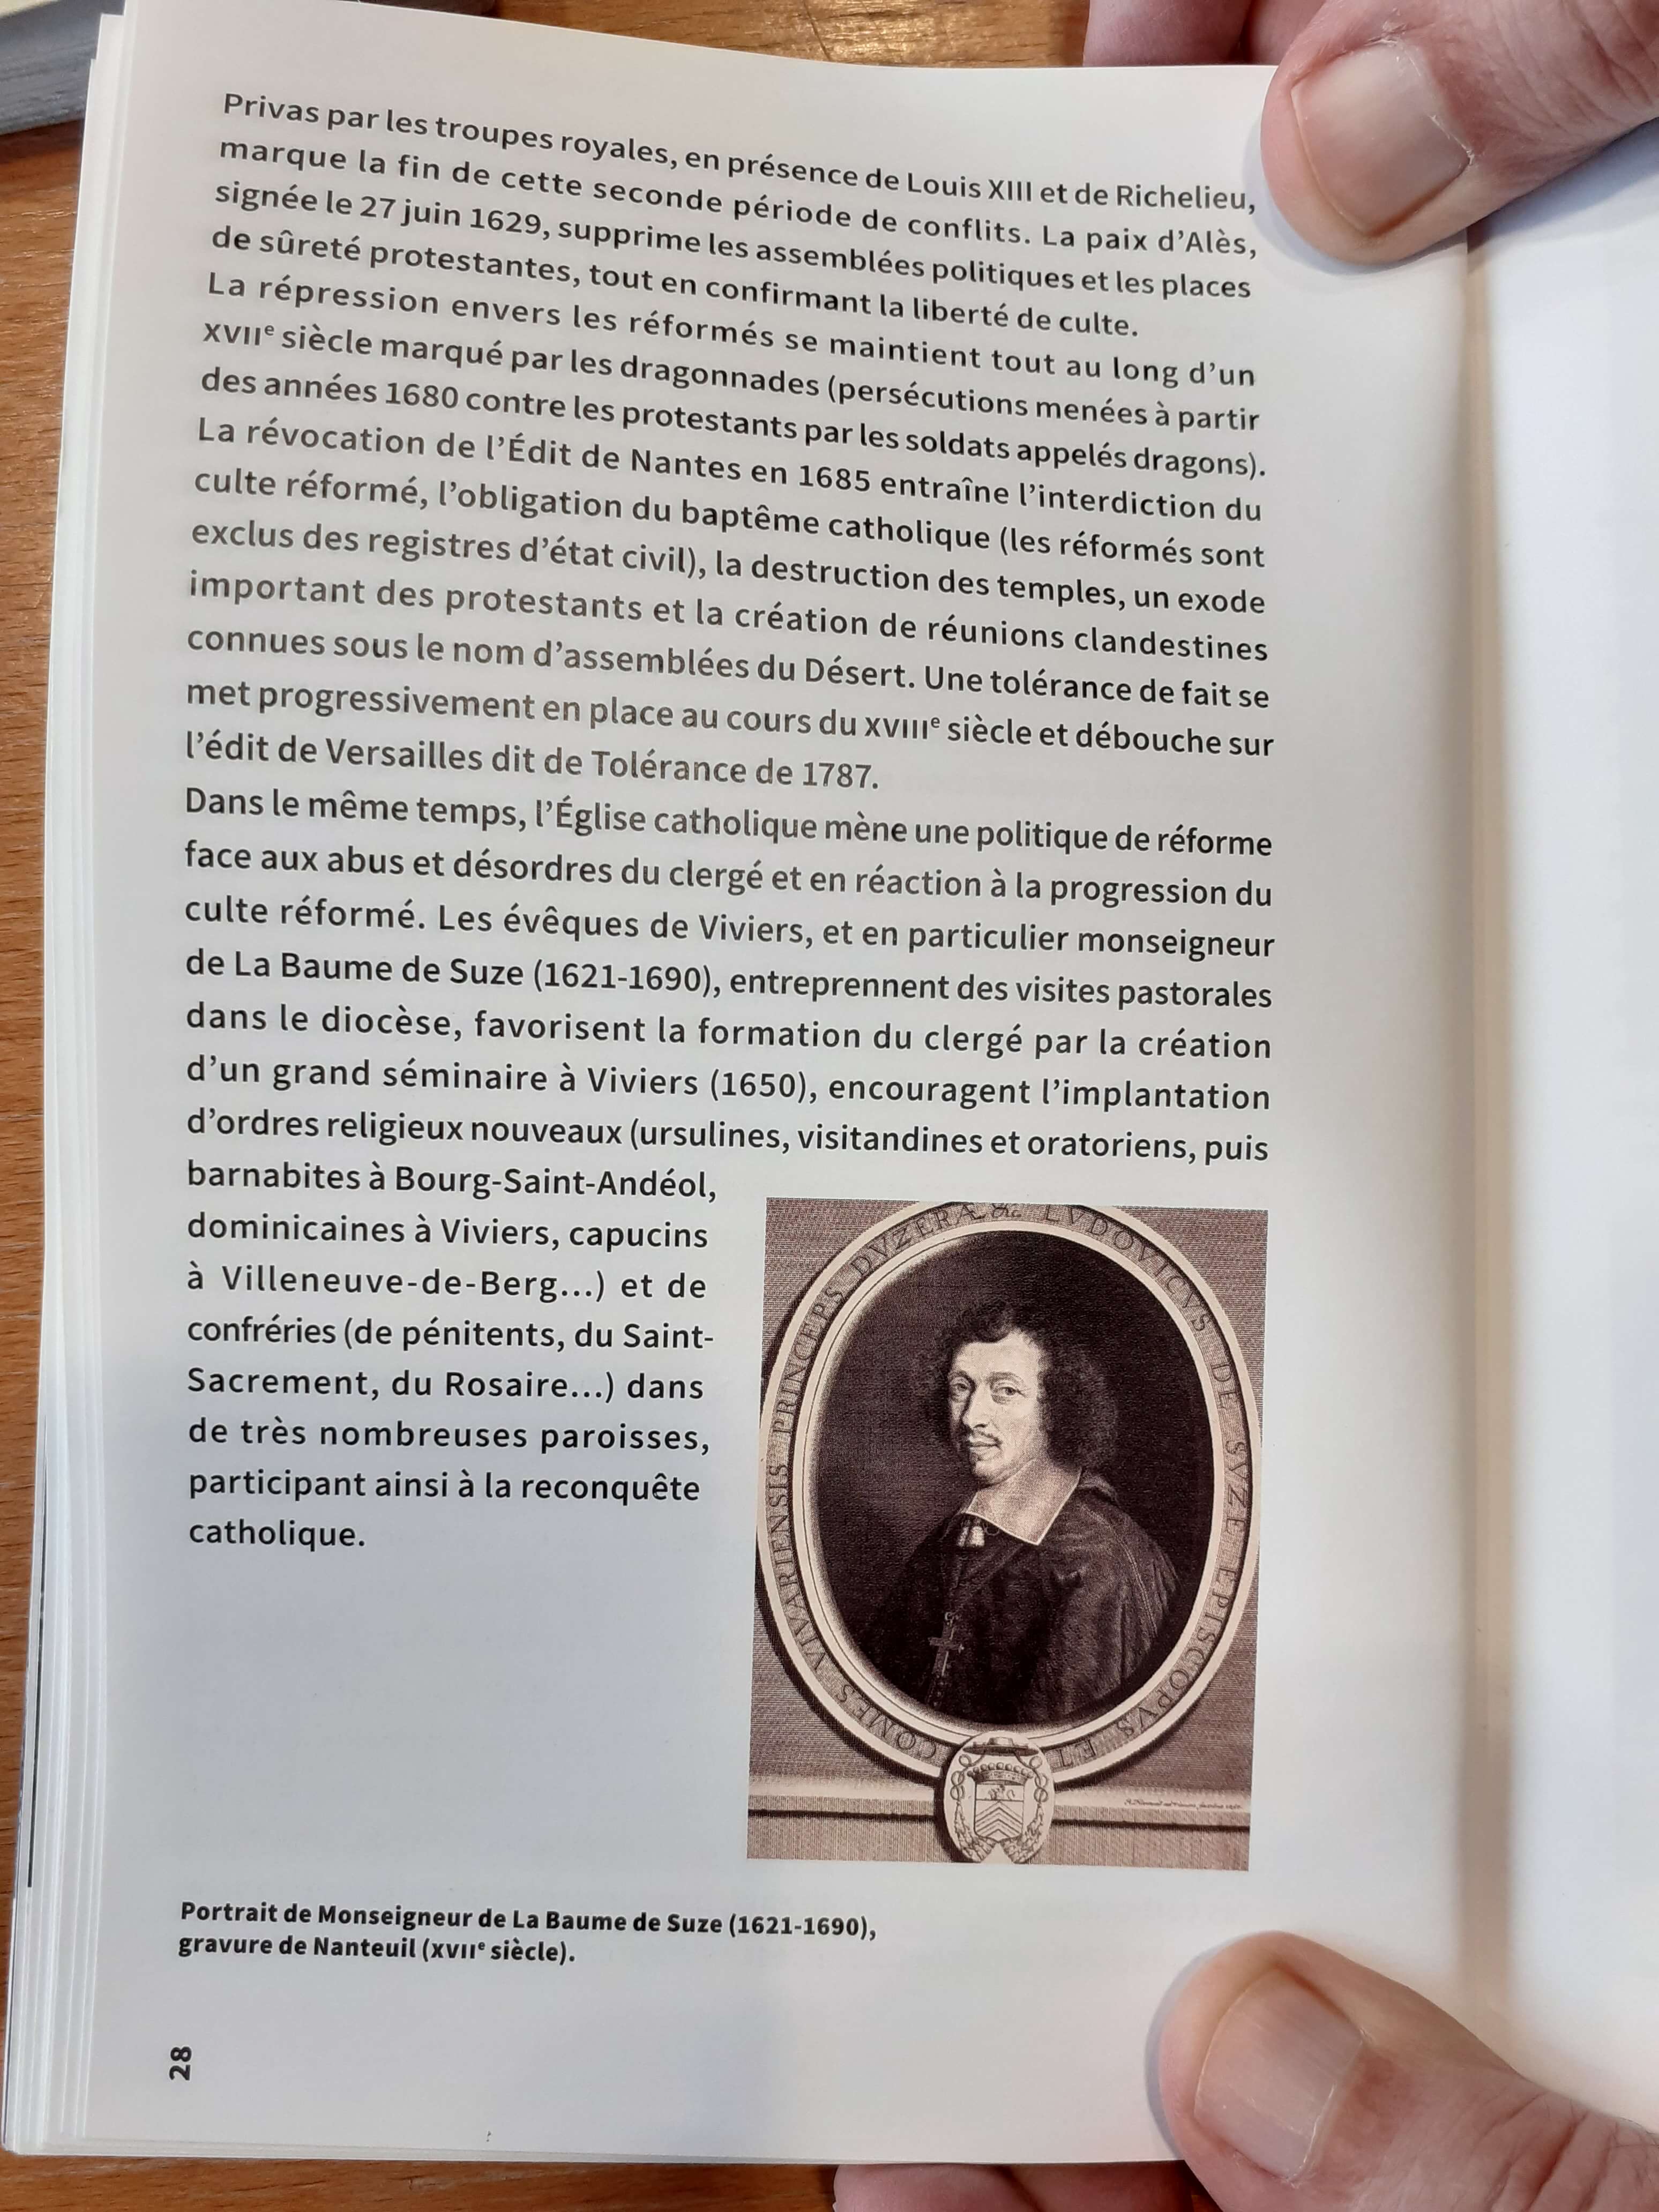 Privas par les troupes royales, en présence de Louis XIII et de Richelieu,
marque la fin de cette seconde période de conflits. La paix d’Alès,
signée le 27 juin 1629, supprime les assemblées politiques et les places
de sûreté protestantes, tout en confirmant la liberté de culte.
La répression envers les réformés se maintient tout au long d’un
XVIIe siècle marqué par les dragonnades (persécutions menées à partir
des années 1680 contre les protestants par les soldats appelés dragons).
La révocation de l’Édit de Nantes en 1685 entraîne l’interdiction du
culte réformé, l’obligation du baptême catholique (les réformés sont
exclus des registres d’état civil), la destruction des temples, un exode
important des protestants et la création de réunions clandestines
connues sous le nom d’assemblées du Désert. Une tolérance de fait se
met progressivement en place au cours du XVIIIe siècle et débouche sur
l’édit de Versailles dit de Tolérance de 1787.
Dans le même temps, l’Église catholique mène une politique de réforme
face aux abus et désordres du clergé et en réaction à la progression du
culte réformé. Les évêques de Viviers, et en particulier monseigneur
de La Baume de Suze (1621-1690), entreprennent des visites pastorales
dans le diocèse, favorisent la formation du clergé par la création
d’un grand séminaire à Viviers (1650), encouragent l’implantation
d’ordres religieux nouveaux (ursulines, visitandines et oratoriens, puis
barnabites à Bourg-Saint-Andéol,
dominicaines à Viviers, capucins
à Villeneuve-de-Berg...) et de
confréries (de pénitents, du Saint-
Sacrement, du Rosaire...) dans
de très nombreuses paroisses,
participant ainsi à la reconquête
catholique.
LVDOVICVS DE SVZE EPISCOPVS ET COMES VIVARIENSIS PRINCEPS DVZERÆ &c.
Portrait de Monseigneur de La Baume de Suze (1621-1690),
gravure de Nanteuil (XVIIe siècle).
28